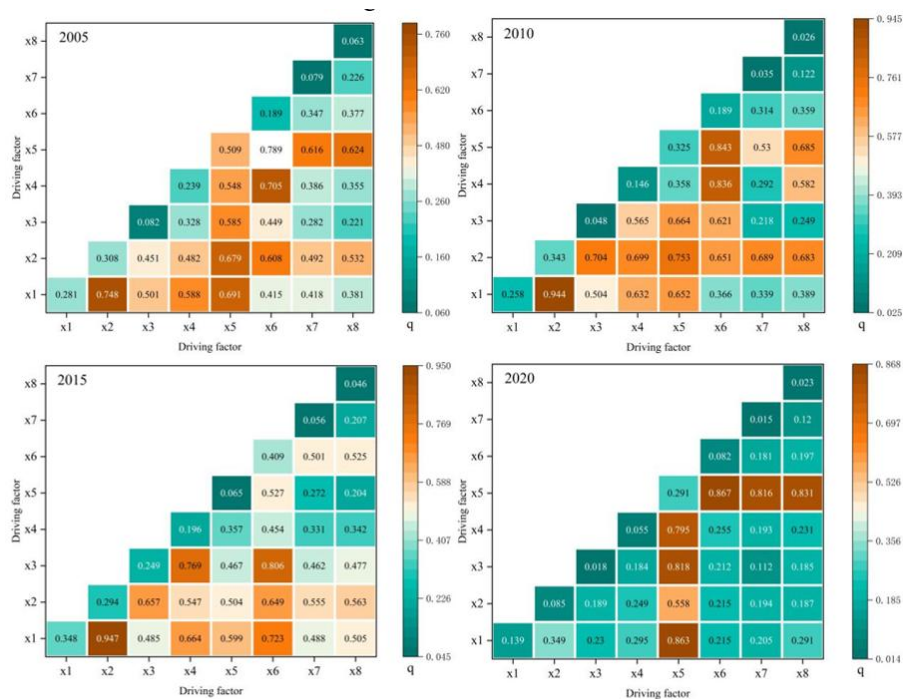 2005
x8 0.063
x7 0.079 0.226
x6 0.189 0.347 0.377
x5 0.509 0.789 0.616 0.624
x4 0.239 0.548 0.705 0.386 0.355
x3 0.082 0.328 0.585 0.449 0.282 0.221
x2 0.308 0.451 0.482 0.679 0.608 0.492 0.532
x1 0.281 0.748 0.501 0.588 0.691 0.415 0.418 0.381
x1 x2 x3 x4 x5 x6 x7 x8
Driving factor
Driving factor
0.760
0.620
0.480
0.360
0.260
0.160
0.060
q
2010
x8 0.026
x7 0.035 0.122
x6 0.189 0.314 0.359
x5 0.325 0.843 0.53 0.685
x4 0.146 0.358 0.836 0.292 0.582
x3 0.048 0.565 0.664 0.621 0.218 0.249
x2 0.343 0.704 0.699 0.753 0.651 0.689 0.683
x1 0.258 0.944 0.504 0.632 0.652 0.366 0.339 0.389
x1 x2 x3 x4 x5 x6 x7 x8
Driving factor
Driving factor
0.945
0.761
0.577
0.393
0.209
0.025
q
2015
x8 0.046
x7 0.056 0.207
x6 0.409 0.501 0.525
x5 0.065 0.527 0.272 0.204
x4 0.196 0.357 0.454 0.331 0.342
x3 0.249 0.769 0.467 0.806 0.462 0.477
x2 0.294 0.657 0.547 0.504 0.649 0.555 0.563
x1 0.348 0.947 0.485 0.664 0.599 0.723 0.488 0.505
x1 x2 x3 x4 x5 x6 x7 x8
Driving factor
Driving factor
0.950
0.769
0.588
0.407
0.226
0.045
q
2020
x8 0.023
x7 0.015 0.12
x6 0.082 0.181 0.197
x5 0.291 0.867 0.816 0.831
x4 0.055 0.795 0.255 0.193 0.231
x3 0.018 0.184 0.818 0.212 0.112 0.185
x2 0.085 0.189 0.249 0.558 0.215 0.194 0.187
x1 0.139 0.349 0.23 0.295 0.863 0.215 0.205 0.291
x1 x2 x3 x4 x5 x6 x7 x8
Driving factor
Driving factor
0.868
0.697
0.526
0.356
0.185
0.014
q